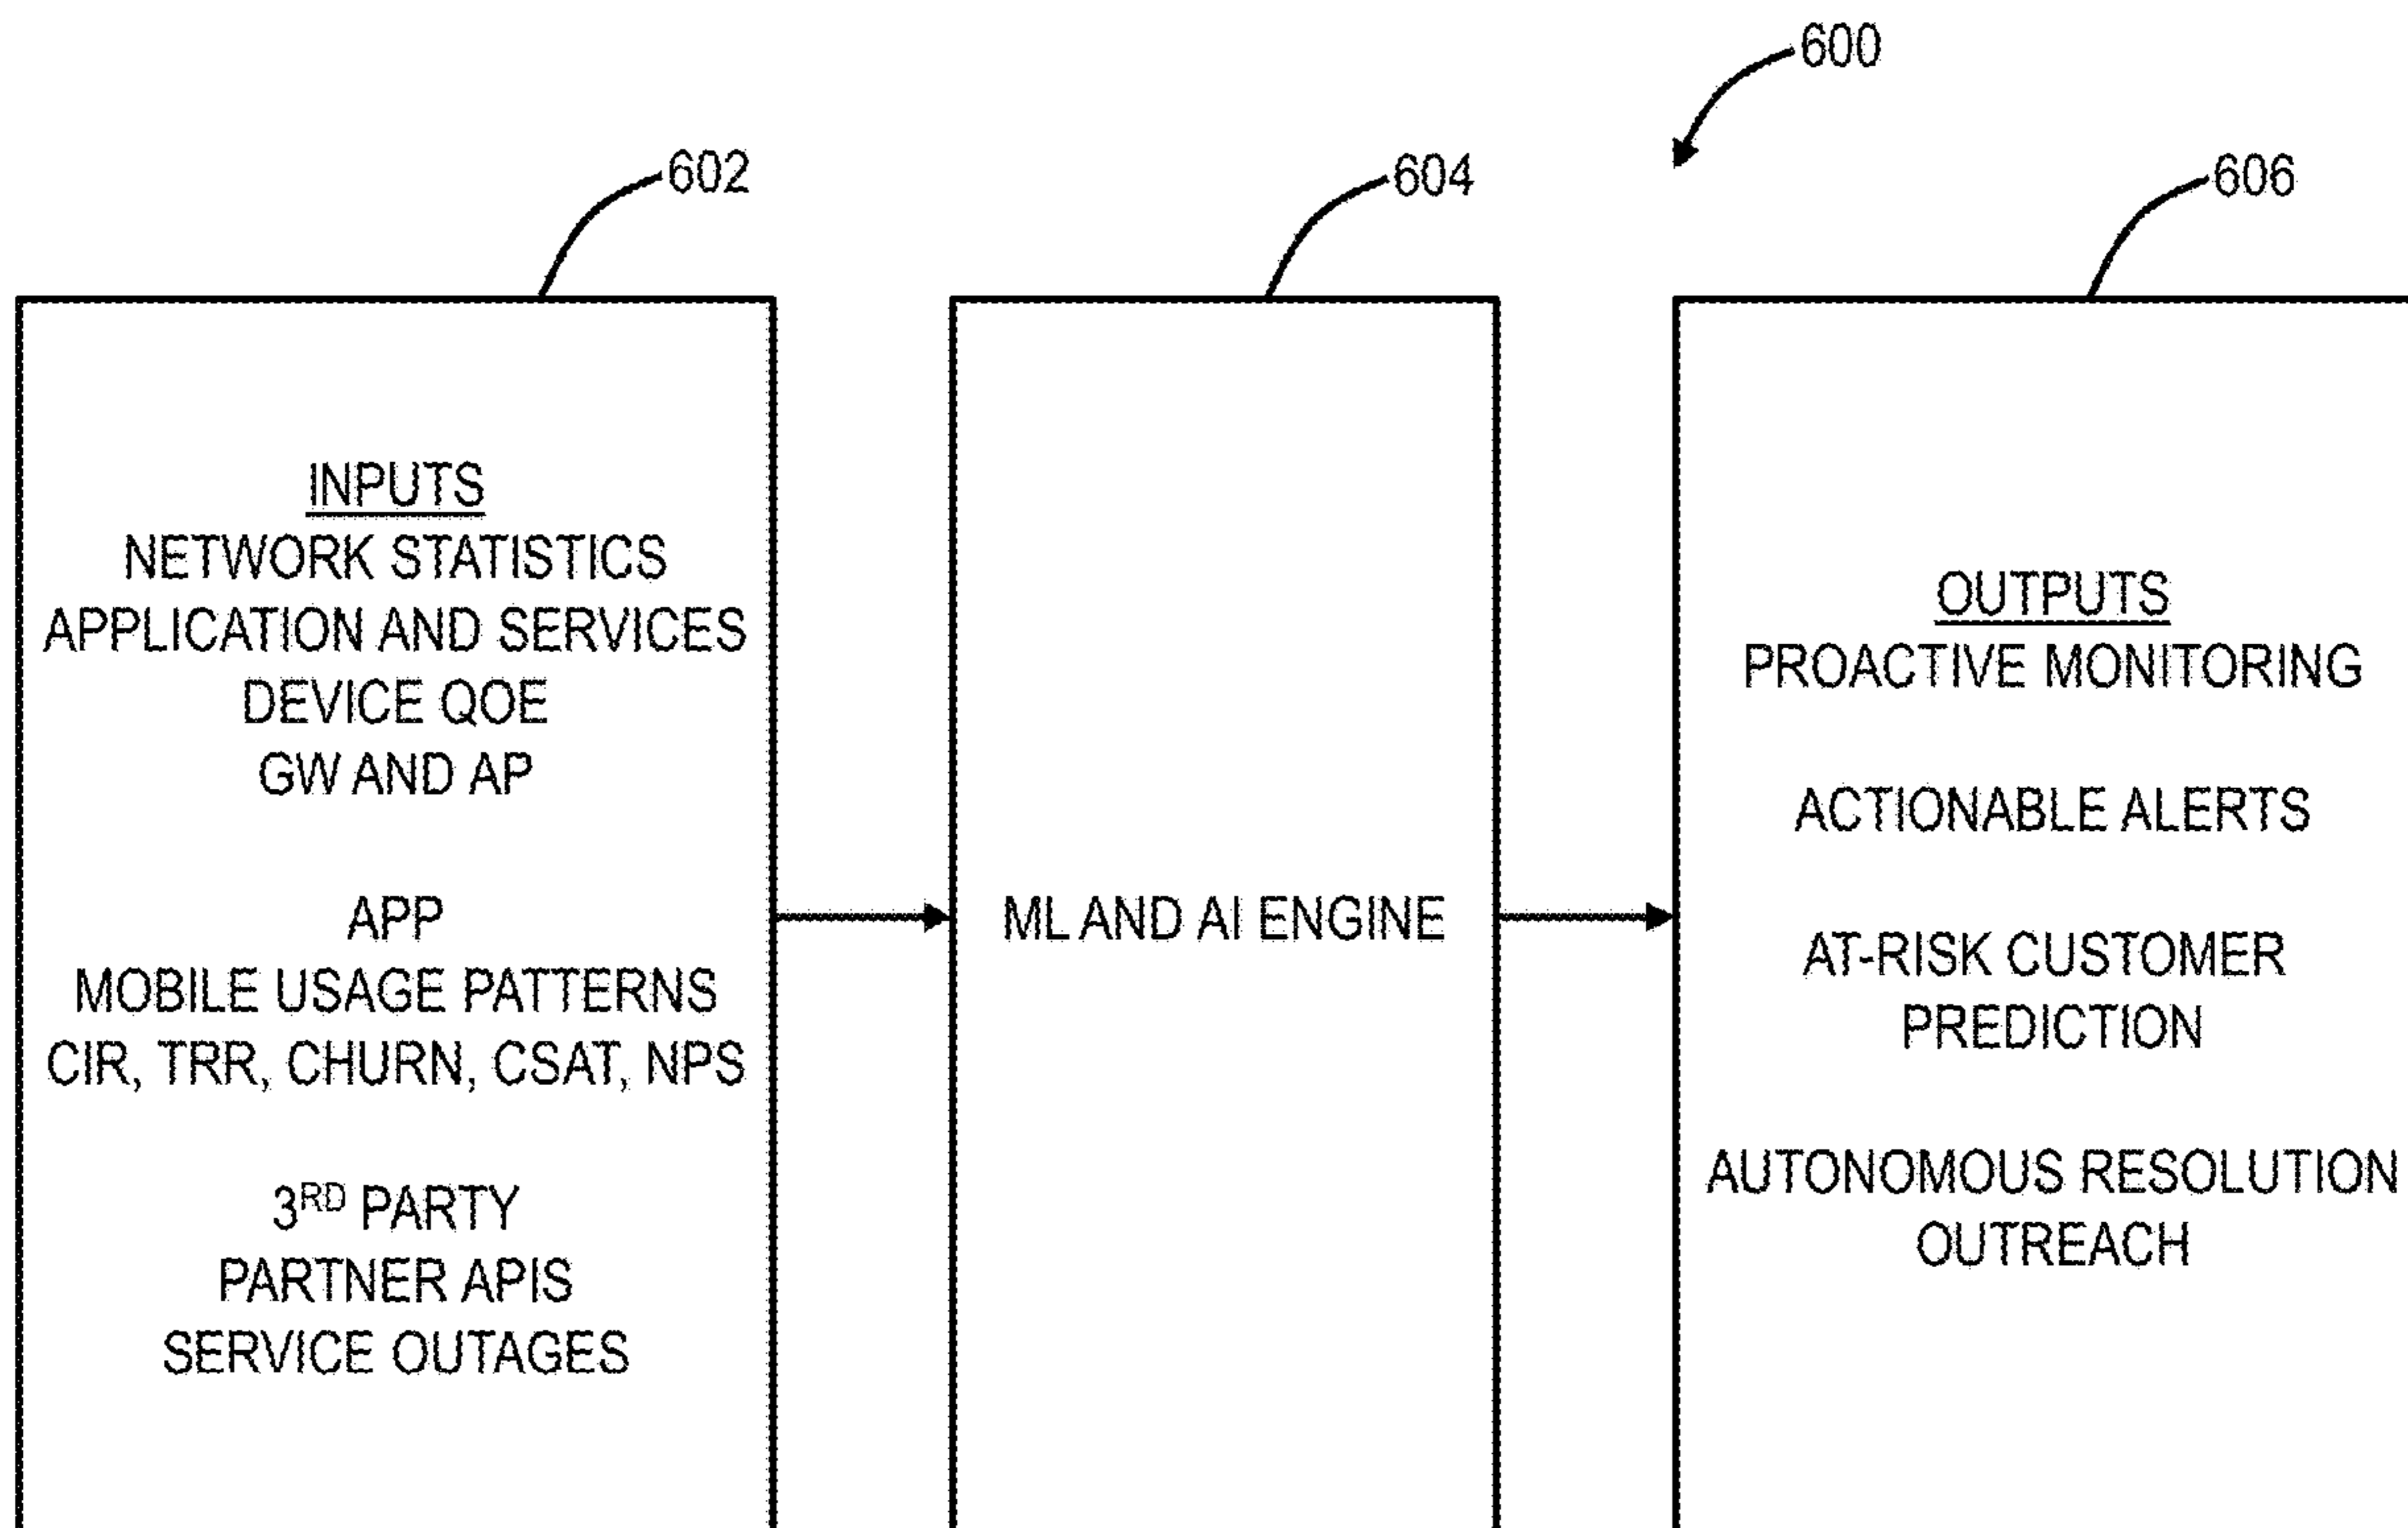 600
602
604
606
INPUTS
NETWORK STATISTICS
APPLICATION AND SERVICES
DEVICE QOE
GW AND AP
APP
MOBILE USAGE PATTERNS
CIR, TRR, CHURN, CSAT, NPS
3RD PARTY
PARTNER APIS
SERVICE OUTAGES
ML AND AI ENGINE
OUTPUTS
PROACTIVE MONITORING
ACTIONABLE ALERTS
AT-RISK CUSTOMER
PREDICTION
AUTONOMOUS RESOLUTION
OUTREACH